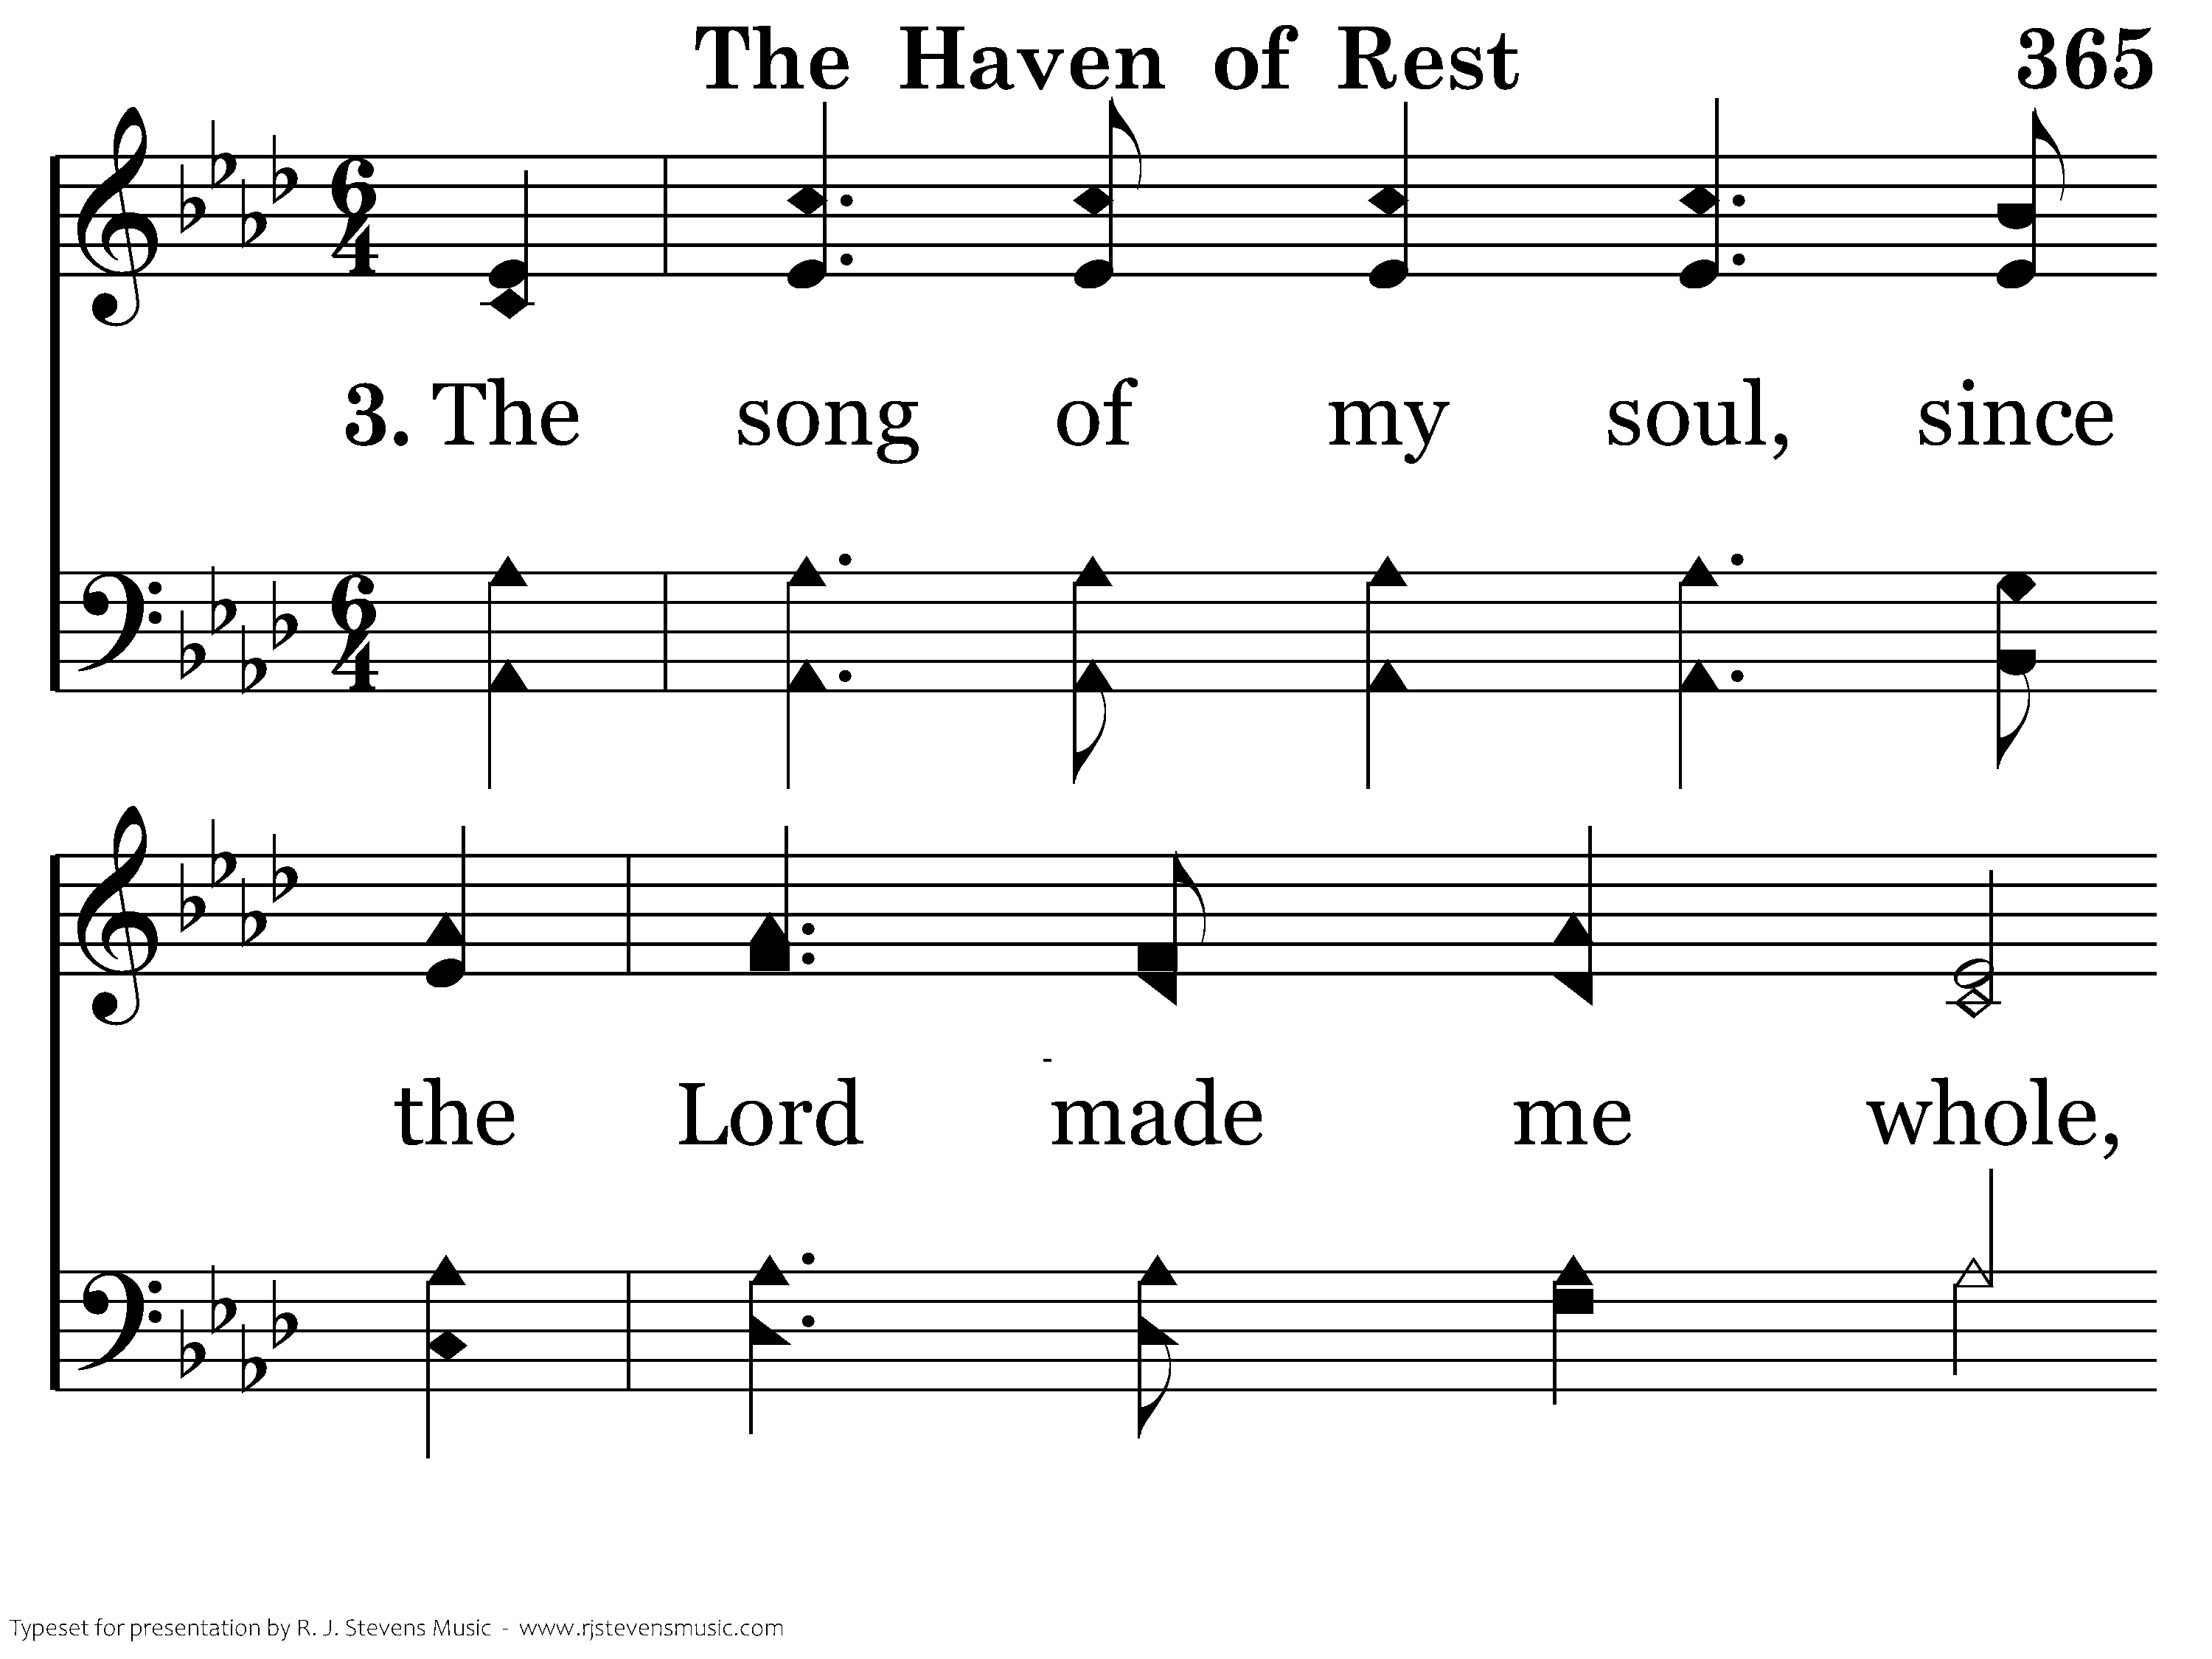 The Haven of Rest 365
6 4
3. The song of my soul, since
6 4
the Lord made me whole,
Typeset for presentation by R. J. Stevens Music - www.rjstevensmusic.com